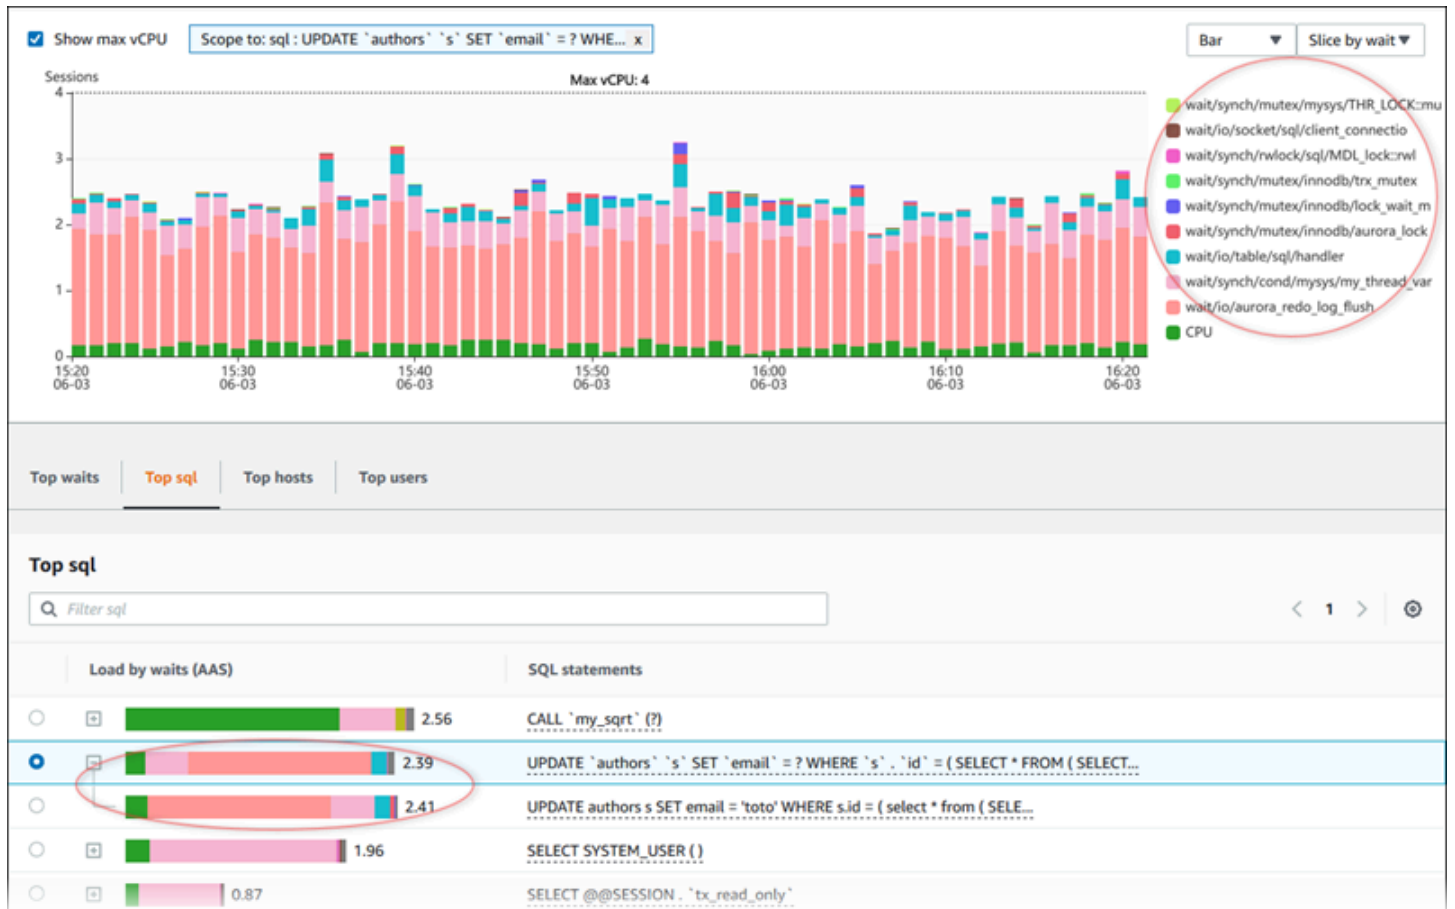 Show max vCPU
Scope to: sql : UPDATE `authors` `s` SET `email` = ? WHE... x
Bar
Slice by wait
Sessions
Max vCPU: 4
4
3
2
1
0
15:20 15:30 15:40 15:50 16:00 16:10 16:20
06-03 06-03 06-03 06-03 06-03 06-03 06-03
wait/synch/mutex/mysys/THR_LOCK::mu
wait/io/socket/sql/client_connectio
wait/synch/rwlock/sql/MDL_lock::rwl
wait/synch/mutex/innodb/trx_mutex
wait/synch/mutex/innodb/lock_wait_m
wait/synch/mutex/innodb/aurora_lock
wait/io/table/sql/handler
wait/synch/cond/mysys/my_thread_var
wait/io/aurora_redo_log_flush
CPU
Top waits
Top sql
Top hosts
Top users
Top sql
Filter sql
1
Load by waits (AAS)
SQL statements
2.56 CALL `my_sqrt` (?)
2.39 UPDATE `authors` `s` SET `email` = ? WHERE `s` . `id` = ( SELECT * FROM ( SELECT...
2.41 UPDATE authors s SET email = 'toto' WHERE s.id = ( select * from ( SELE...
1.96 SELECT SYSTEM_USER ( )
0.87 SELECT @@SESSION . `tx_read_only`